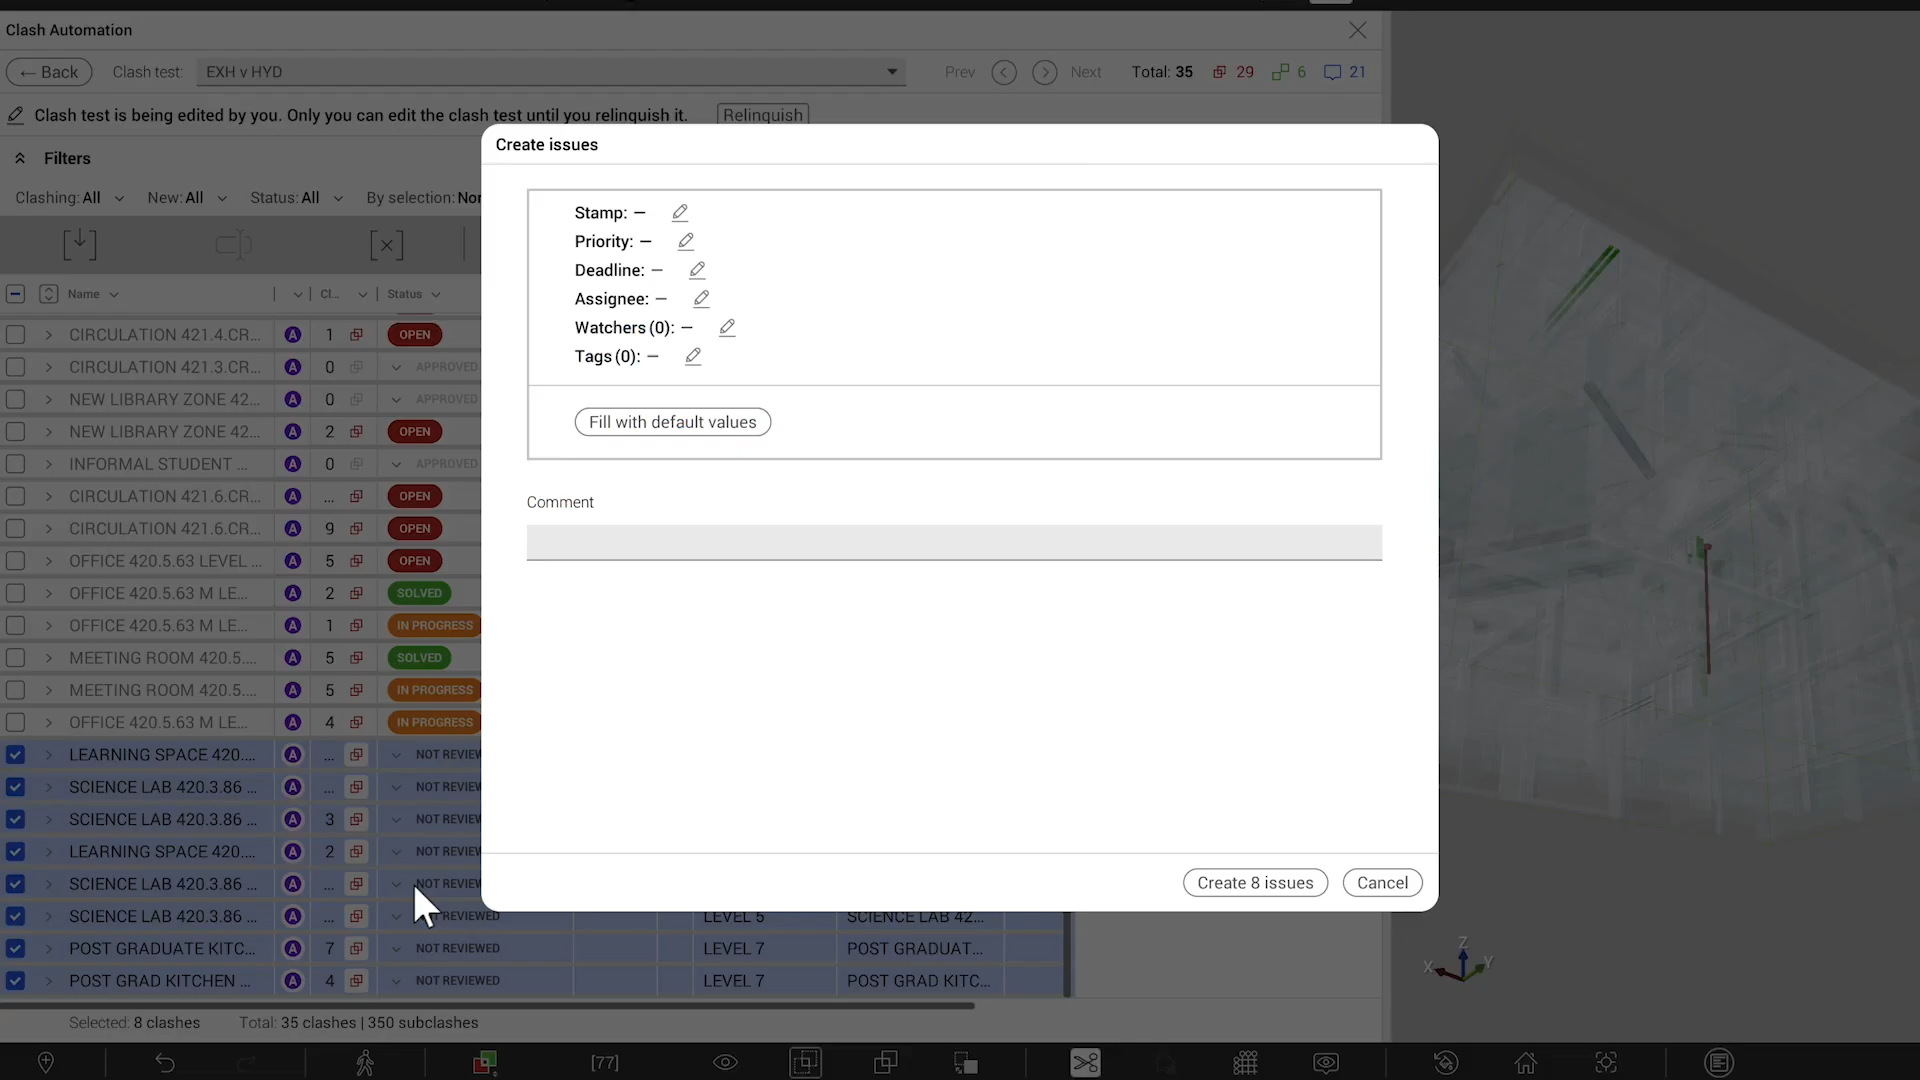 Clash Automation
← Back Clash test: EXH v HYD Prev Next Total: 35 29 6 21
Clash test is being edited by you. Only you can edit the clash test until you relinquish it. Relinquish
Filters
Clashing: All New: All Status: All By selection:
Name Cl... Status
CIRCULATION 421.4.CR... A 1 OPEN
CIRCULATION 421.3.CR... A 0 APPROVED
NEW LIBRARY ZONE 42... A 0 APPROVED
NEW LIBRARY ZONE 42... A 2 OPEN
INFORMAL STUDENT ... A 0 APPROVED
CIRCULATION 421.6.CR... A ... OPEN
CIRCULATION 421.6.CR... A 9 OPEN
OFFICE 420.5.63 LEVEL ... A 5 OPEN
OFFICE 420.5.63 M LE... A 2 SOLVED
OFFICE 420.5.63 M LE... A 1 IN PROGRESS
MEETING ROOM 420.5.... A 5 SOLVED
MEETING ROOM 420.5.... A 5 IN PROGRESS
OFFICE 420.5.63 M LE... A 4 IN PROGRESS
LEARNING SPACE 420.... A ... NOT REVIEW
SCIENCE LAB 420.3.86 ... A ... NOT REVIEW
SCIENCE LAB 420.3.86 ... A 3 NOT REVIEW
LEARNING SPACE 420.... A 2 NOT REVIEW
SCIENCE LAB 420.3.86 ... A ... NOT REVIEW
SCIENCE LAB 420.3.86 ... A ... REVIEWED LEVEL 5 SCIENCE LAB 42...
POST GRADUATE KITC... A 7 NOT REVIEWED LEVEL 7 POST GRADUAT...
POST GRAD KITCHEN ... A 4 NOT REVIEWED LEVEL 7 POST GRAD KITC...
Selected: 8 clashes Total: 35 clashes | 350 subclashes
Create issues
Stamp: –
Priority: –
Deadline: –
Assignee: –
Watchers (0): –
Tags (0): –
Fill with default values
Comment
Create 8 issues Cancel
Z
X Y
[77]